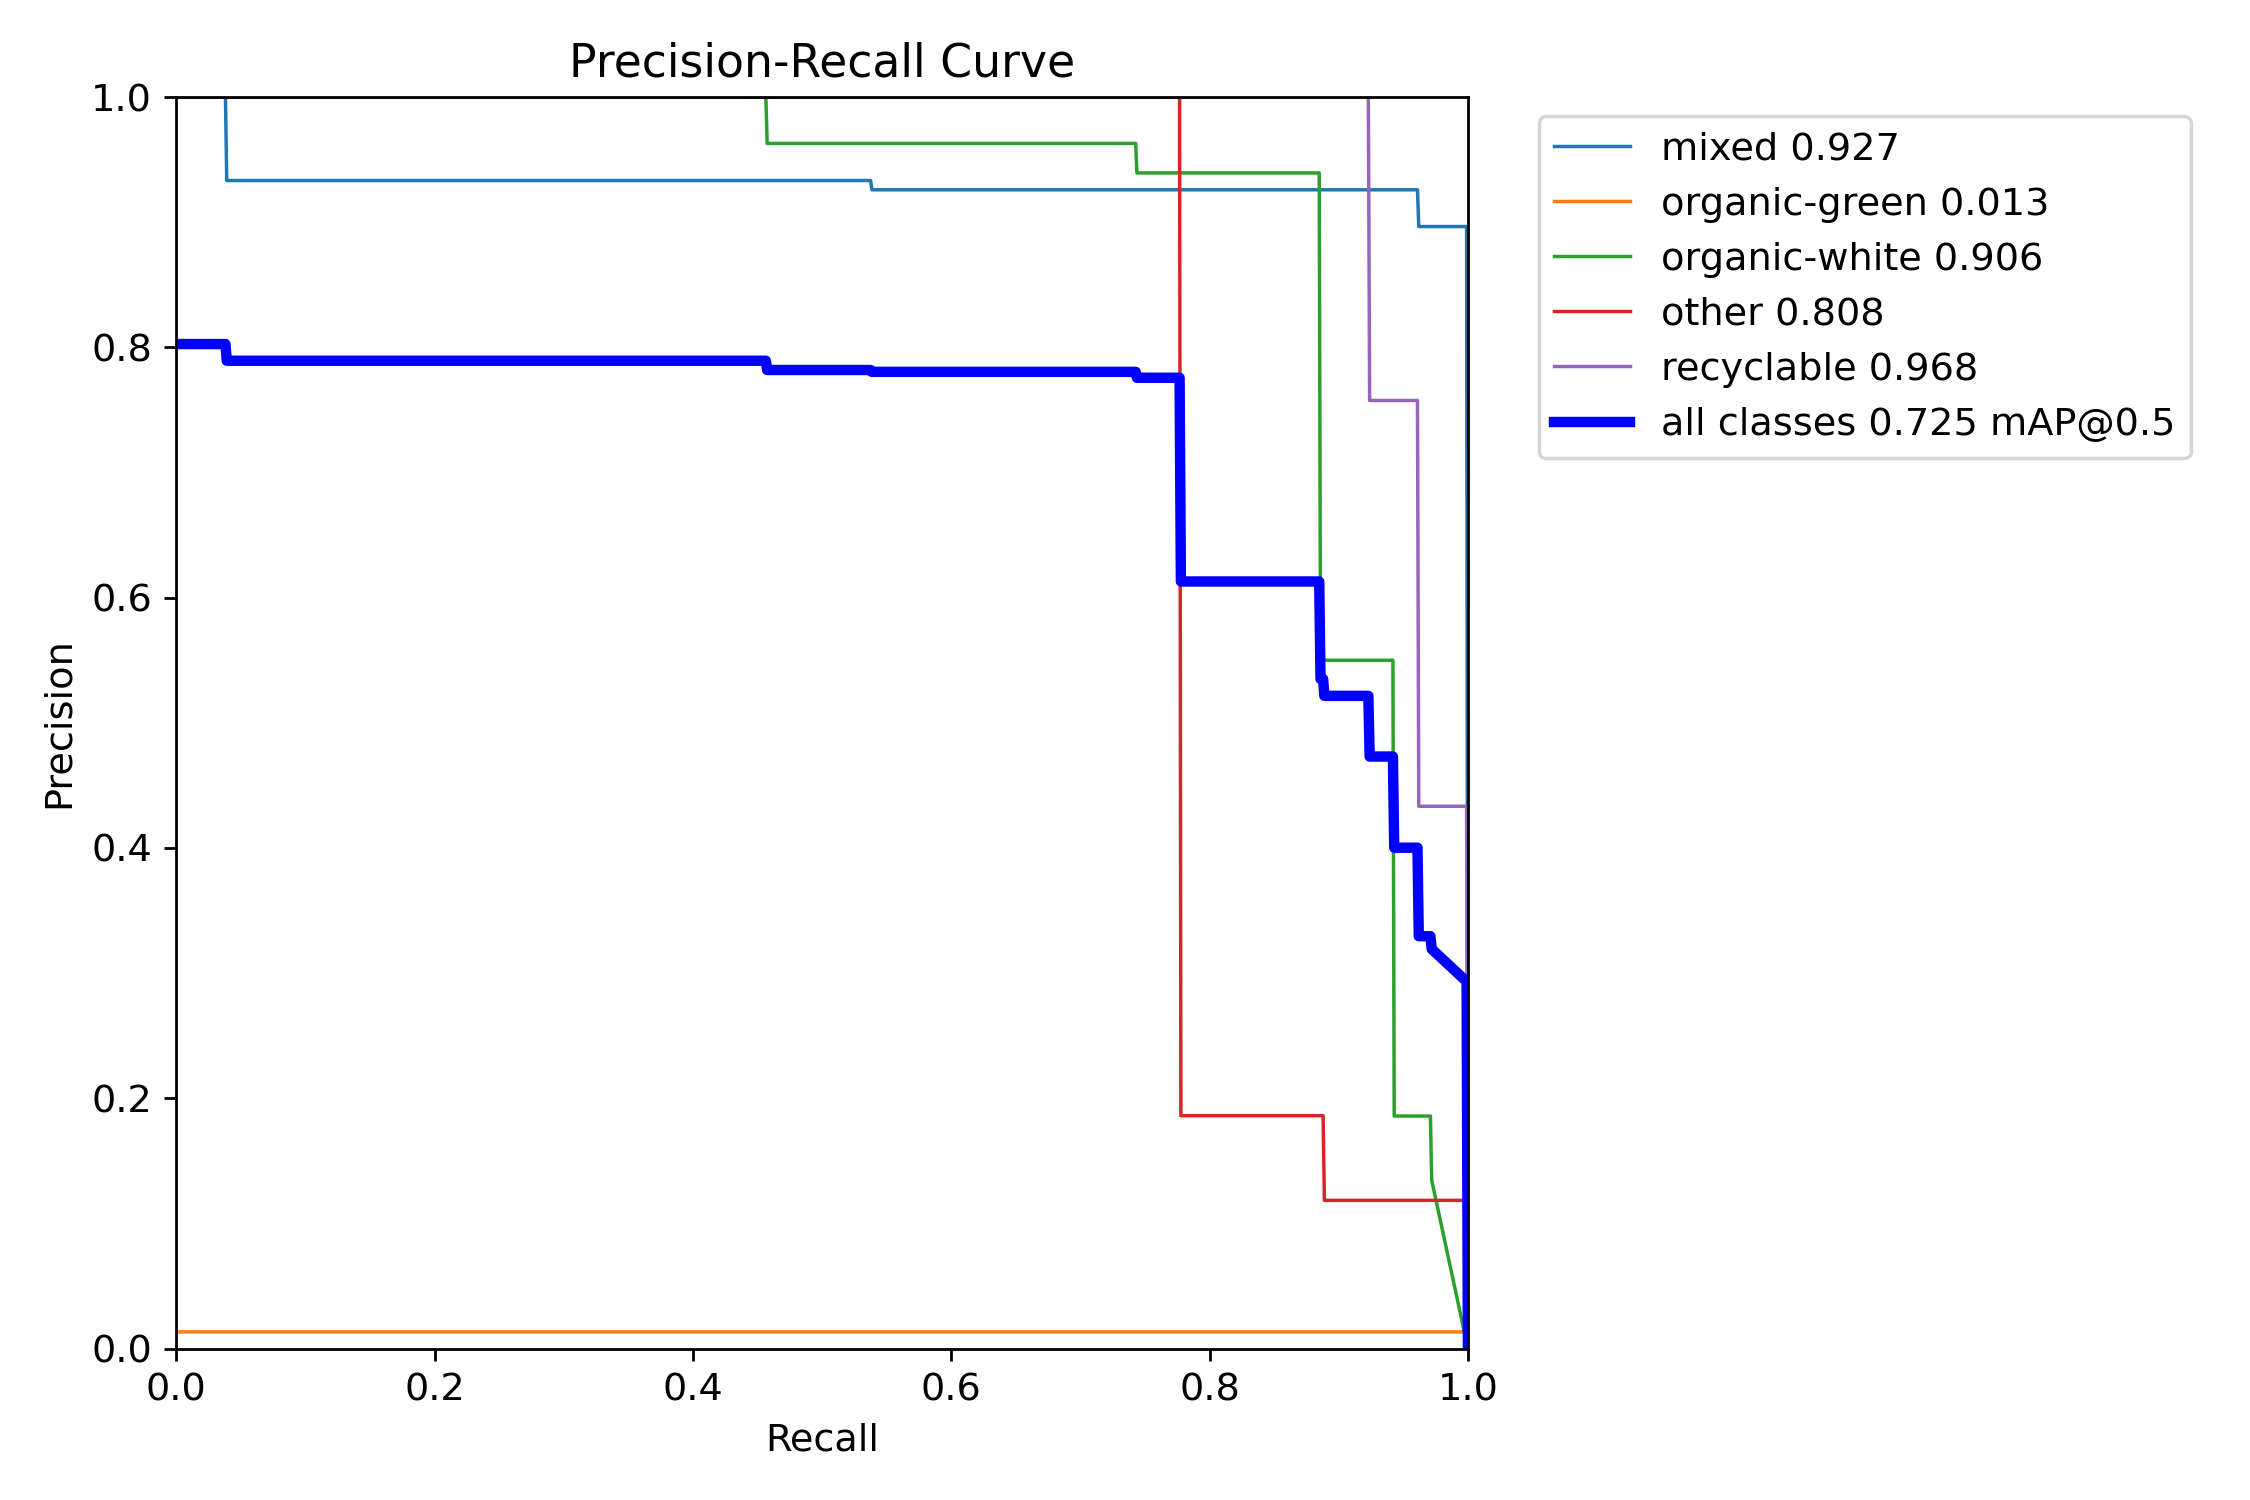 Precision-Recall Curve
1.0
0.8
0.6
0.4
0.2
0.0
Precision
0.0 0.2 0.4 0.6 0.8 1.0
Recall
mixed 0.927
organic-green 0.013
organic-white 0.906
other 0.808
recyclable 0.968
all classes 0.725 mAP@0.5